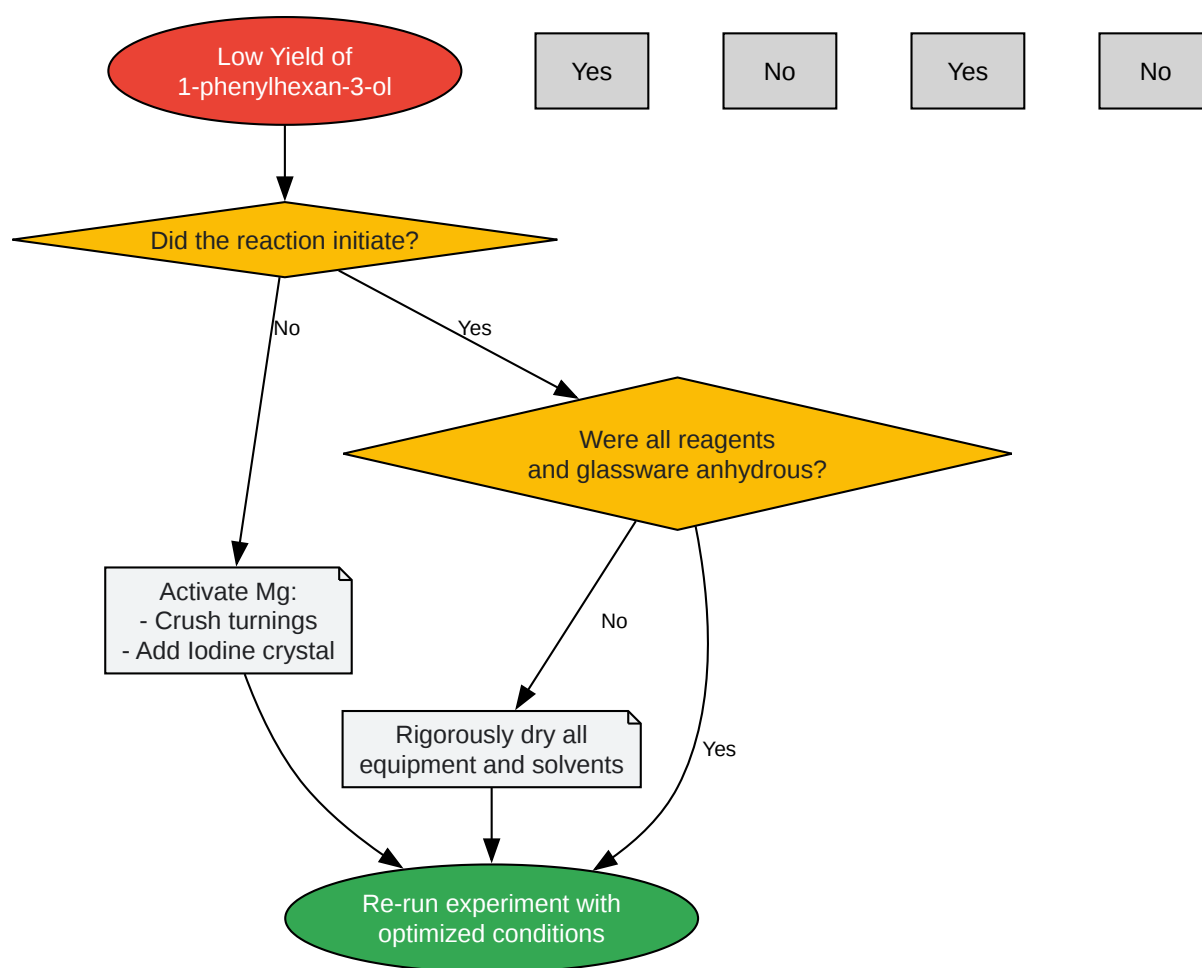 Low Yield of
1-phenylhexan-3-ol
Yes
No
Yes
No
Did the reaction initiate?
No
Yes
Were all reagents
and glassware anhydrous?
Activate Mg:
- Crush turnings
- Add Iodine crystal
No
Rigorously dry all
equipment and solvents
Yes
Re-run experiment with
optimized conditions